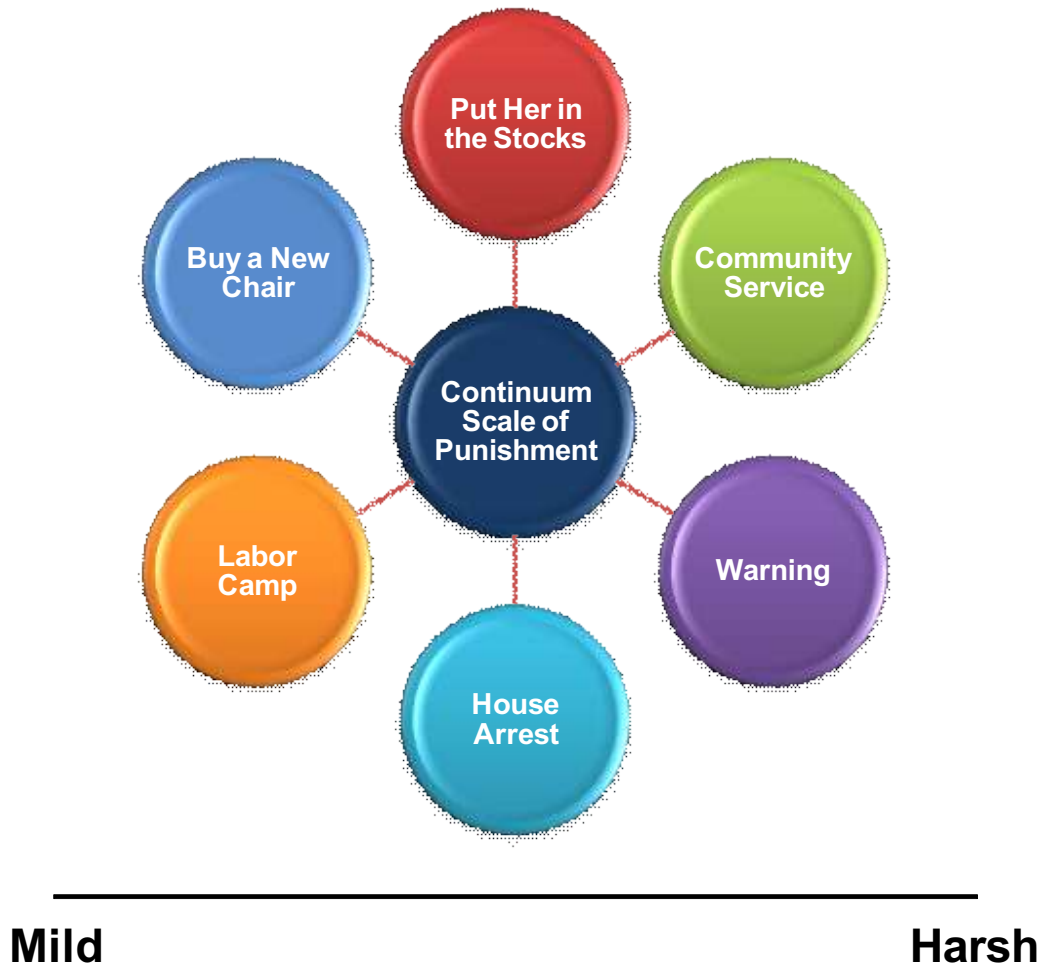 Put Her in
the Stocks
Buy a New
Chair
Community
Service
Continuum
Scale of
Punishment
Labor
Camp
Warning
House
Arrest
Mild
Harsh